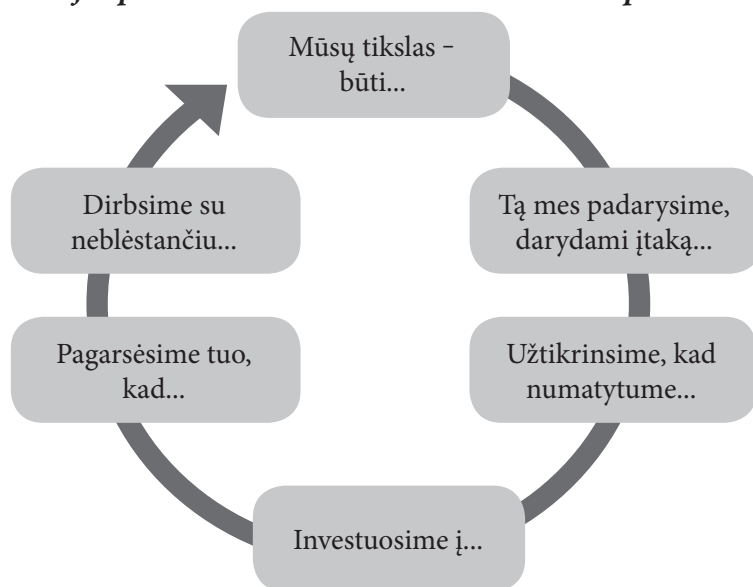 Mūsų tikslas –
būti...
Tą mes padarysime,
darydami įtaką...
Užtikrinsime, kad
numatytume...
Investuosime į...
Pagarsėsime tuo,
kad...
Dirbsime su
neblėstančiu...